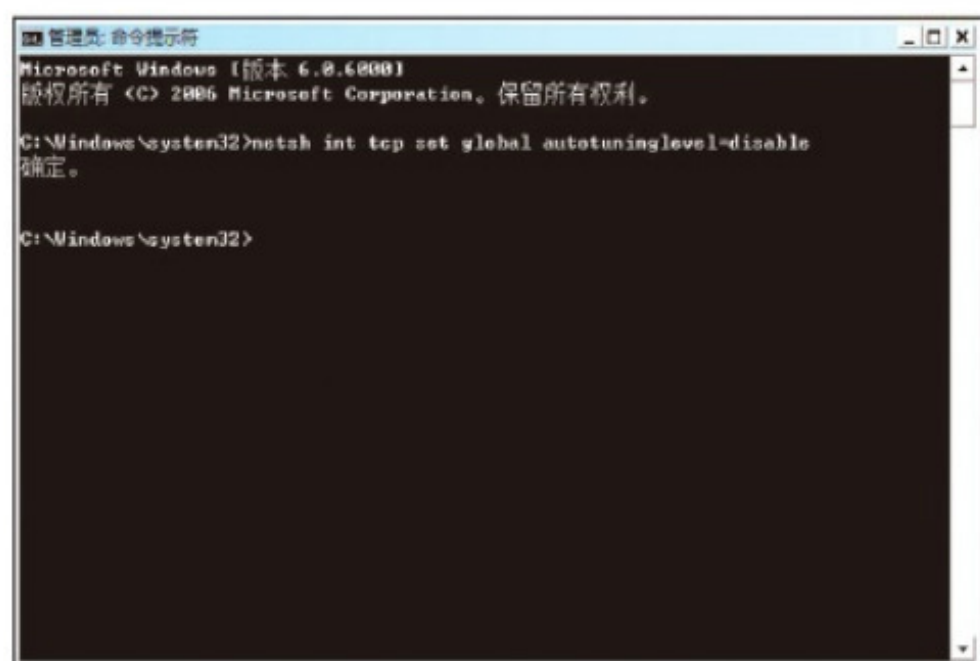 管理员: 命令提示符
Microsoft Windows [版本 6.0.6000]
版权所有 (C) 2006 Microsoft Corporation。保留所有权利。
C:\Windows\system32>netsh int tcp set global autotuninglevel=disable
确定。
C:\Windows\system32>